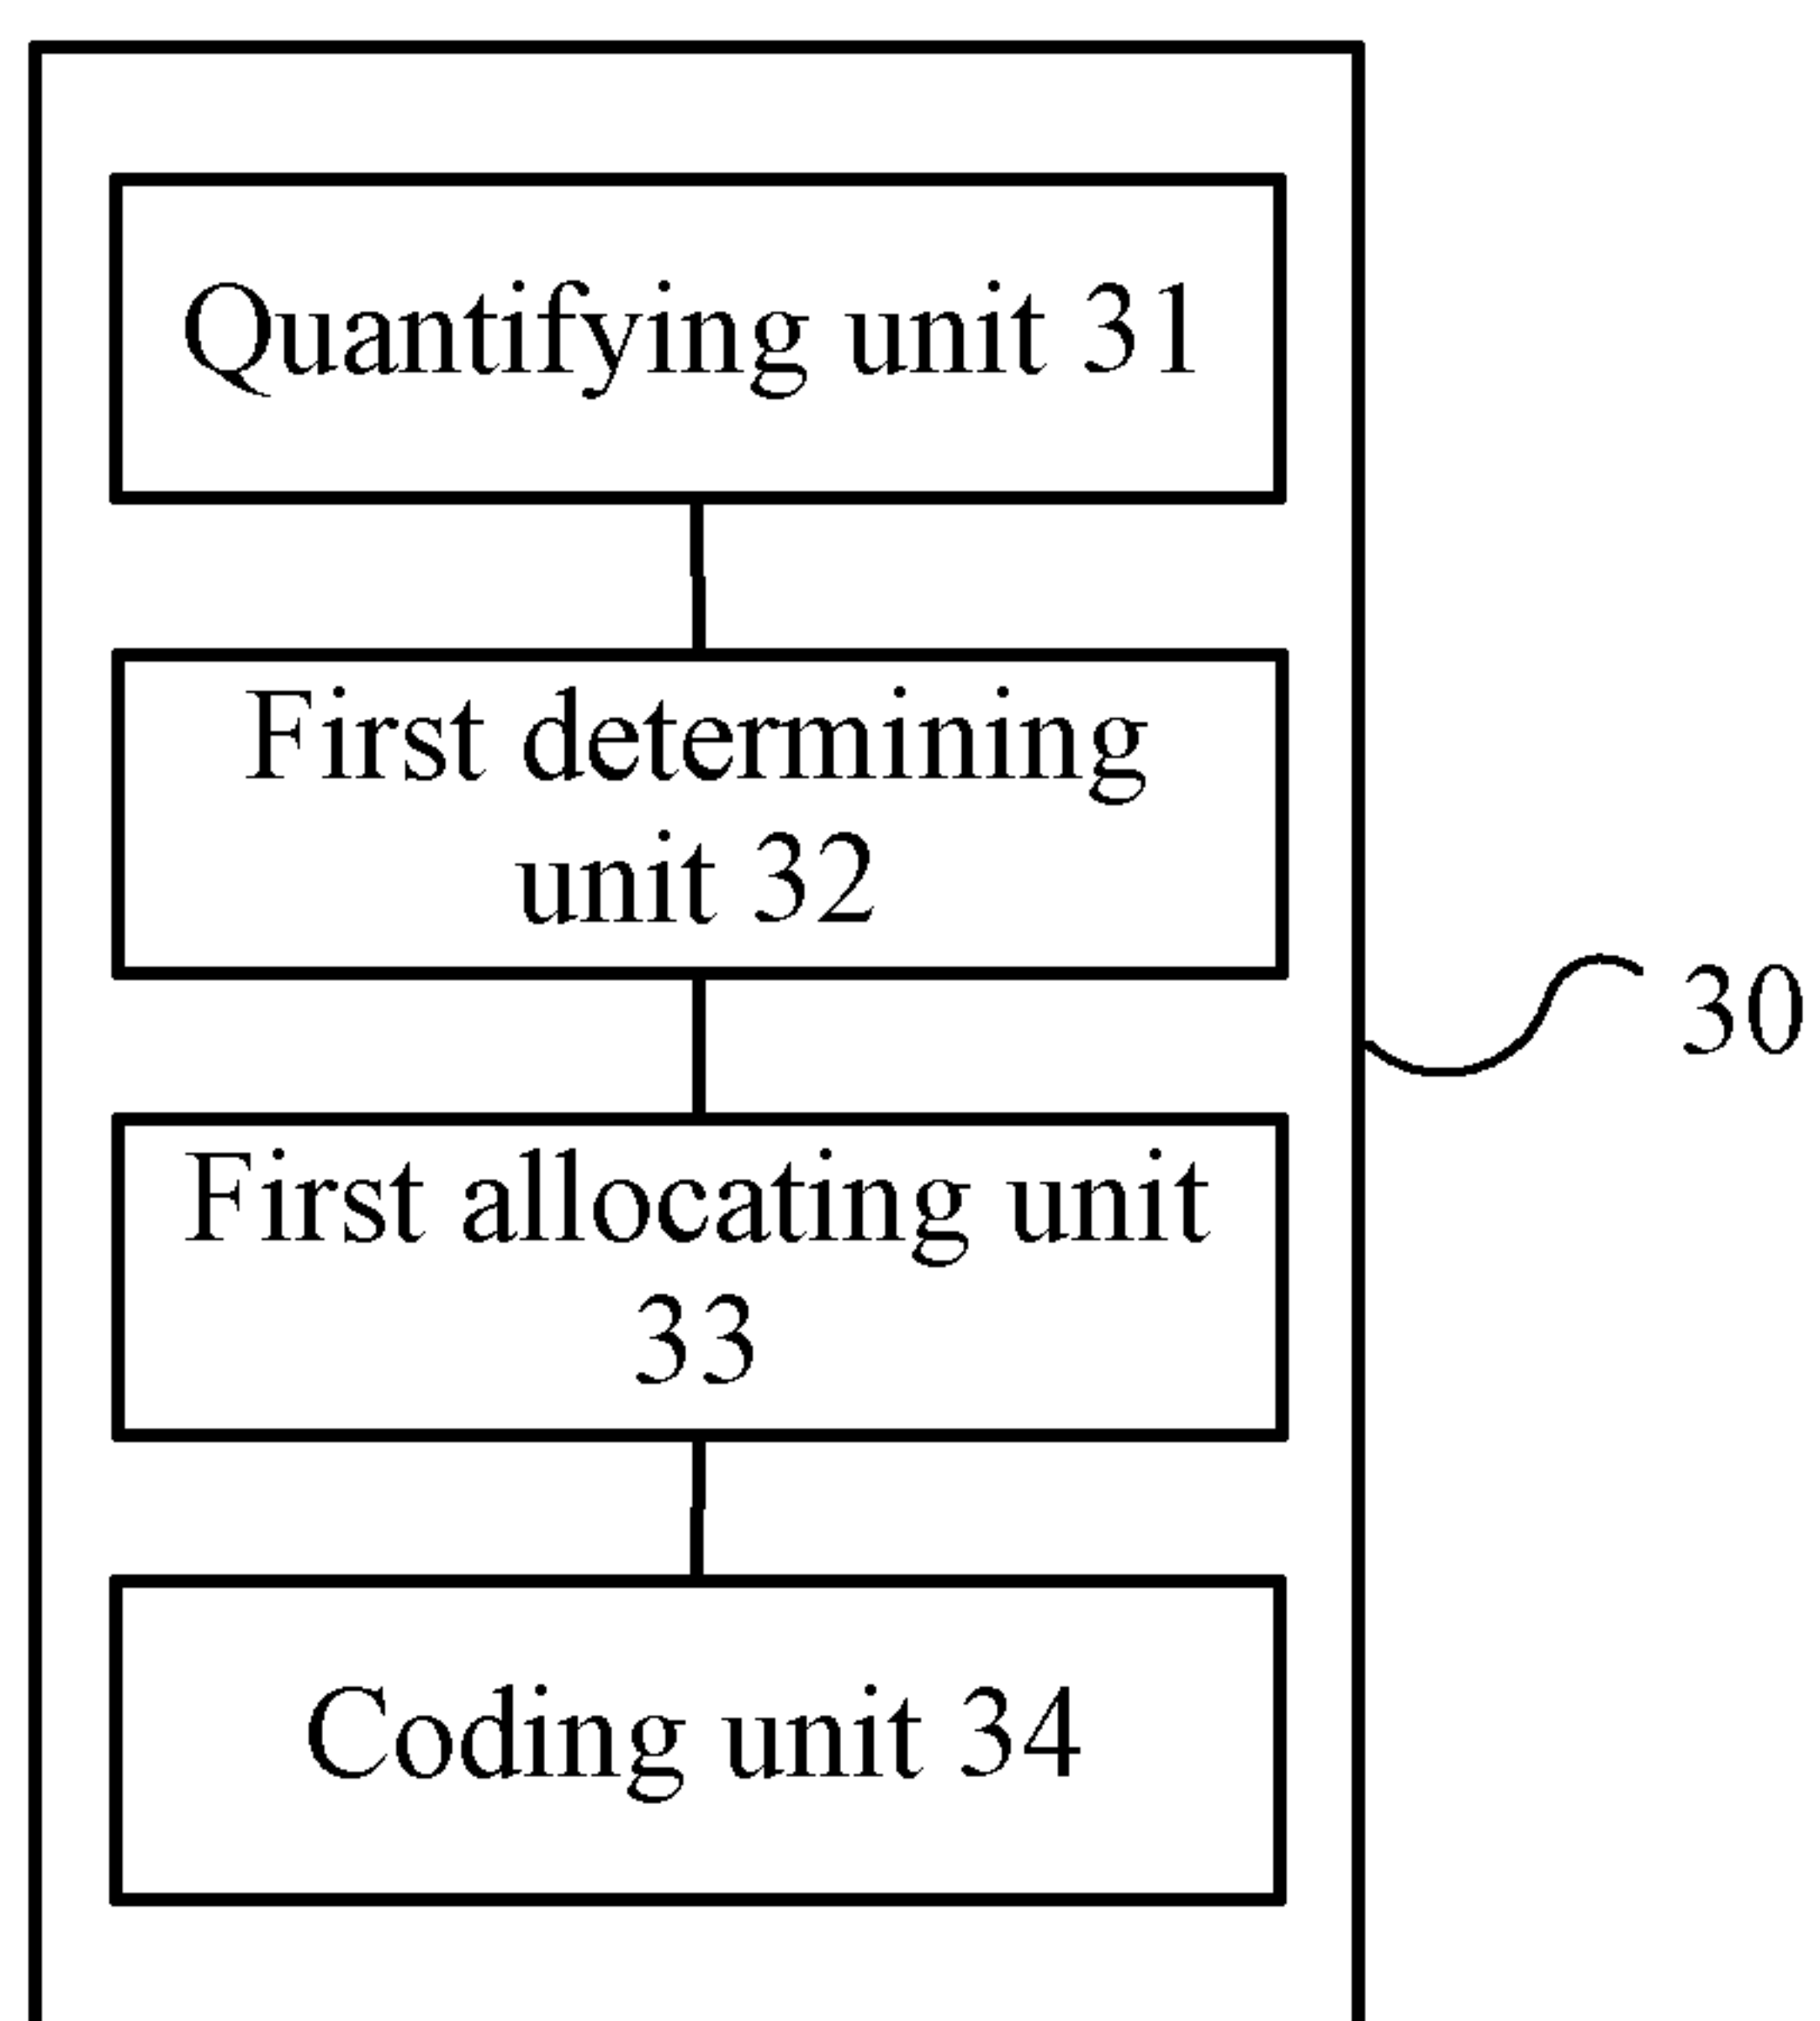 Quantifying unit 31
First determining
unit 32
30
First allocating unit
33
Coding unit 34